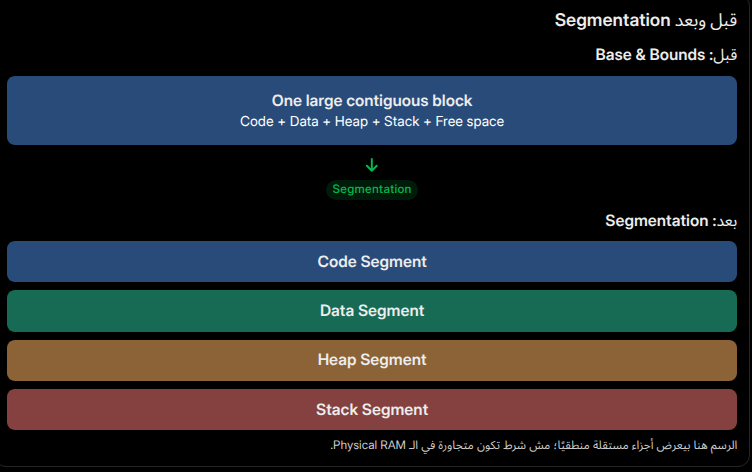 قبل وبعد Segmentation
قبل: Base & Bounds
One large contiguous block
Code + Data + Heap + Stack + Free space
Segmentation
بعد: Segmentation
Code Segment
Data Segment
Heap Segment
Stack Segment
الرسم هنا بيعرض أجزاء مستقلة منطقيًا؛ مش شرط تكون متجاورة في الـ Physical RAM.